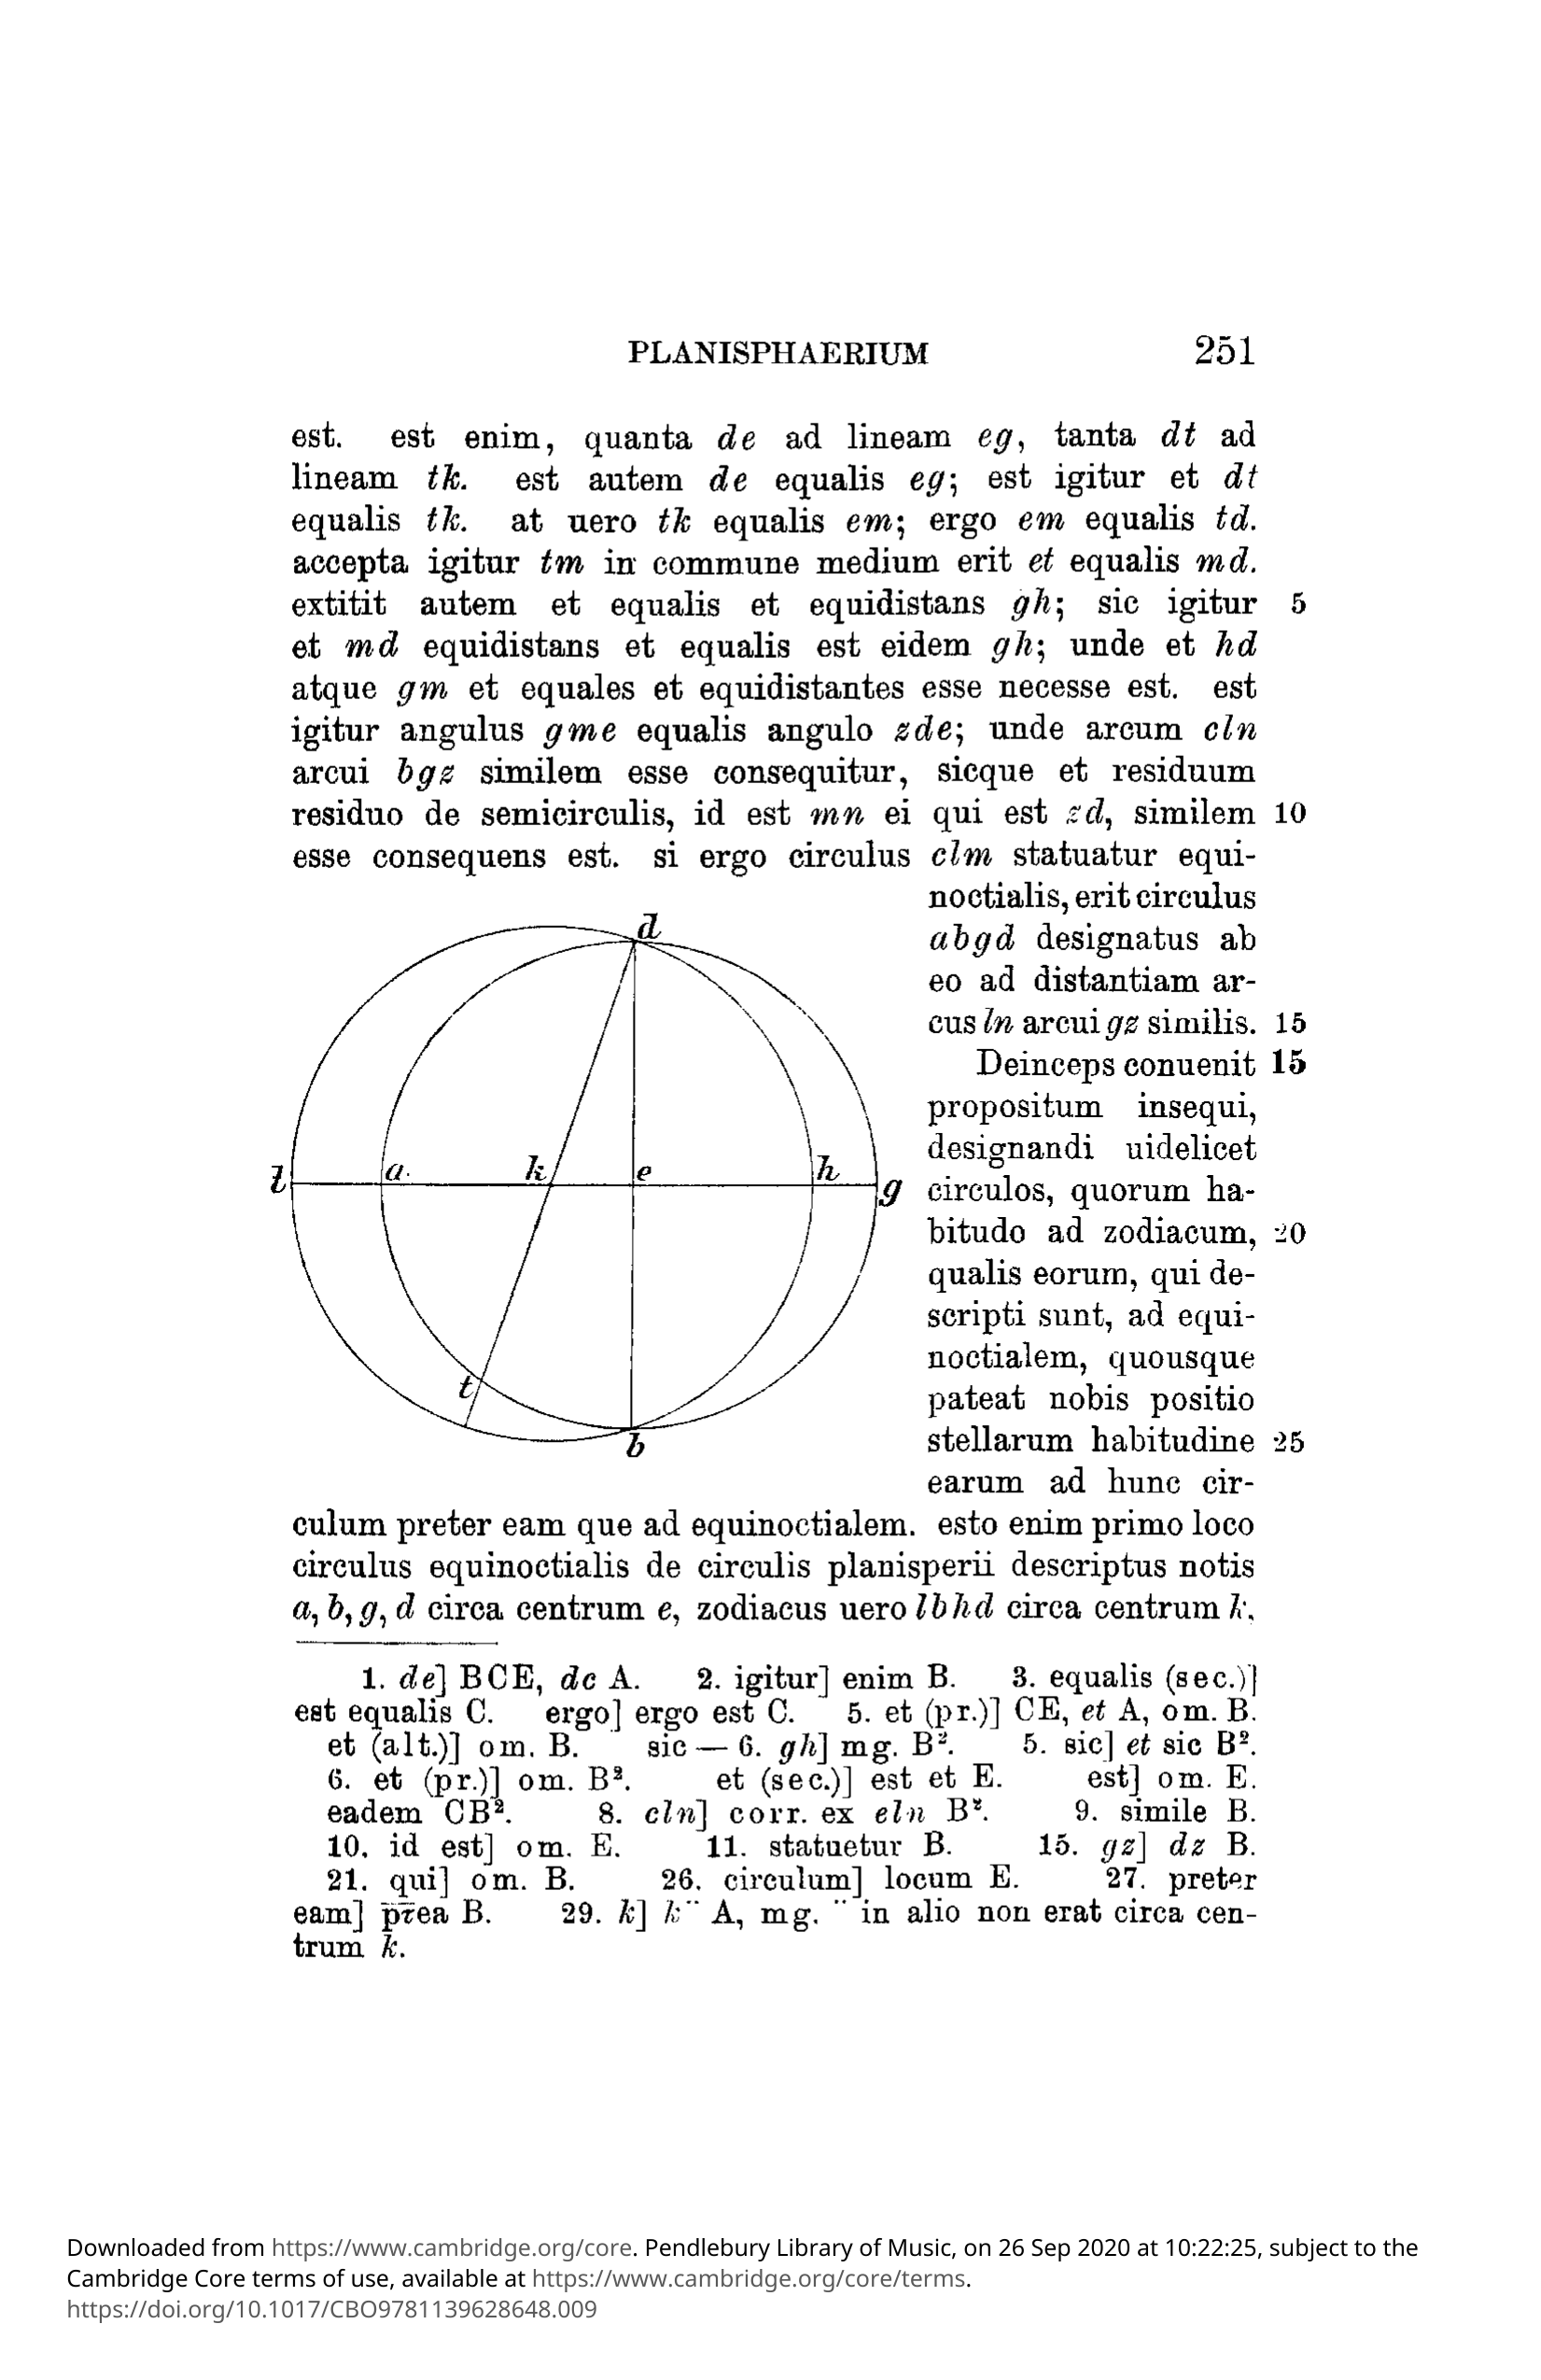 PLANISPHAERIUM 251
est. est enim, quanta de ad lineam eg, tanta dt ad
lineam tk. est autem de equalis eg; est igitur et dt
equalis tk. at uero tk equalis em; ergo em equalis td.
accepta igitur tm in commune medium erit et equalis md.
extitit autem et equalis et equidistans gh; sic igitur 5
et md equidistans et equalis est eidem gh; unde et hd
atque gm et equales et equidistantes esse necesse est. est
igitur angulus gme equalis angulo zde; unde arcum cln
arcui bgz similem esse consequitur, sicque et residuum
residuo de semicirculis, id est mn ei qui est zd, similem 10
esse consequens est. si ergo circulus clm statuatur equi-
noctialis, erit circulus
abgd designatus ab
eo ad distantiam ar-
cus ln arcui gz similis. 15
Deinceps conuenit 15
propositum insequi,
designandi uidelicet
circulos, quorum ha-
bitudo ad zodiacum, 20
qualis eorum, qui de-
scripti sunt, ad equi-
noctialem, quousque
pateat nobis positio
stellarum habitudine 25
earum ad hunc cir-
d
l a k e h g
t
b
culum preter eam que ad equinoctialem. esto enim primo loco
circulus equinoctialis de circulis planisperii descriptus notis
a, b, g, d circa centrum e, zodiacus uero lbhd circa centrum k.
1. de] BCE, dc A. 2. igitur] enim B. 3. equalis (sec.)]
est equalis C. ergo] ergo est C. 5. et (pr.)] CE, et A, om. B.
et (alt.)] om. B. sic — 6. gh] mg. B². 5. sic] et sic B².
6. et (pr.)] om. B². et (sec.)] est et E. est] om. E.
eadem CB². 8. cln] corr. ex eln B². 9. simile B.
10. id est] om. E. 11. statuetur B. 15. gz] dz B.
21. qui] om. B. 26. circulum] locum E. 27. preter
eam] p̅τ̅ea B. 29. k] k¨ A, mg. ¨ in alio non erat circa cen-
trum k.
Downloaded from https://www.cambridge.org/core. Pendlebury Library of Music, on 26 Sep 2020 at 10:22:25, subject to the
Cambridge Core terms of use, available at https://www.cambridge.org/core/terms.
https://doi.org/10.1017/CBO9781139628648.009